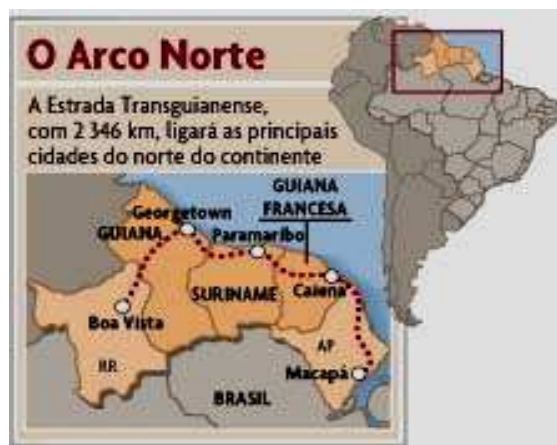 O Arco Norte
A Estrada Transguianense,
com 2 346 km, ligará as principais
cidades do norte do continente
GUIANA
FRANCESA
Georgetown
GUIANA
Paramaribo
SURINAME
Caiena
Boa Vista
RR
AP
Macapá
BRASIL